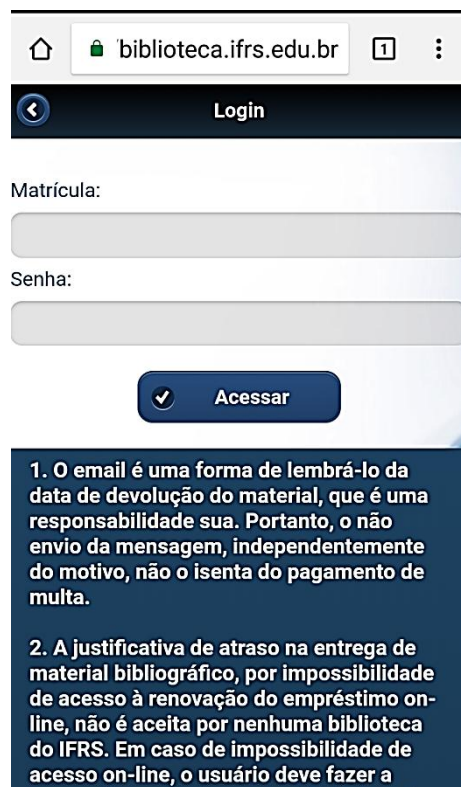 biblioteca.ifrs.edu.br 1
Login
Matrícula:
Senha:
Acessar
1. O email é uma forma de lembrá-lo da
data de devolução do material, que é uma
responsabilidade sua. Portanto, o não
envio da mensagem, independentemente
do motivo, não o isenta do pagamento de
multa.
2. A justificativa de atraso na entrega de
material bibliográfico, por impossibilidade
de acesso à renovação do empréstimo on-
line, não é aceita por nenhuma biblioteca
do IFRS. Em caso de impossibilidade de
acesso on-line, o usuário deve fazer a